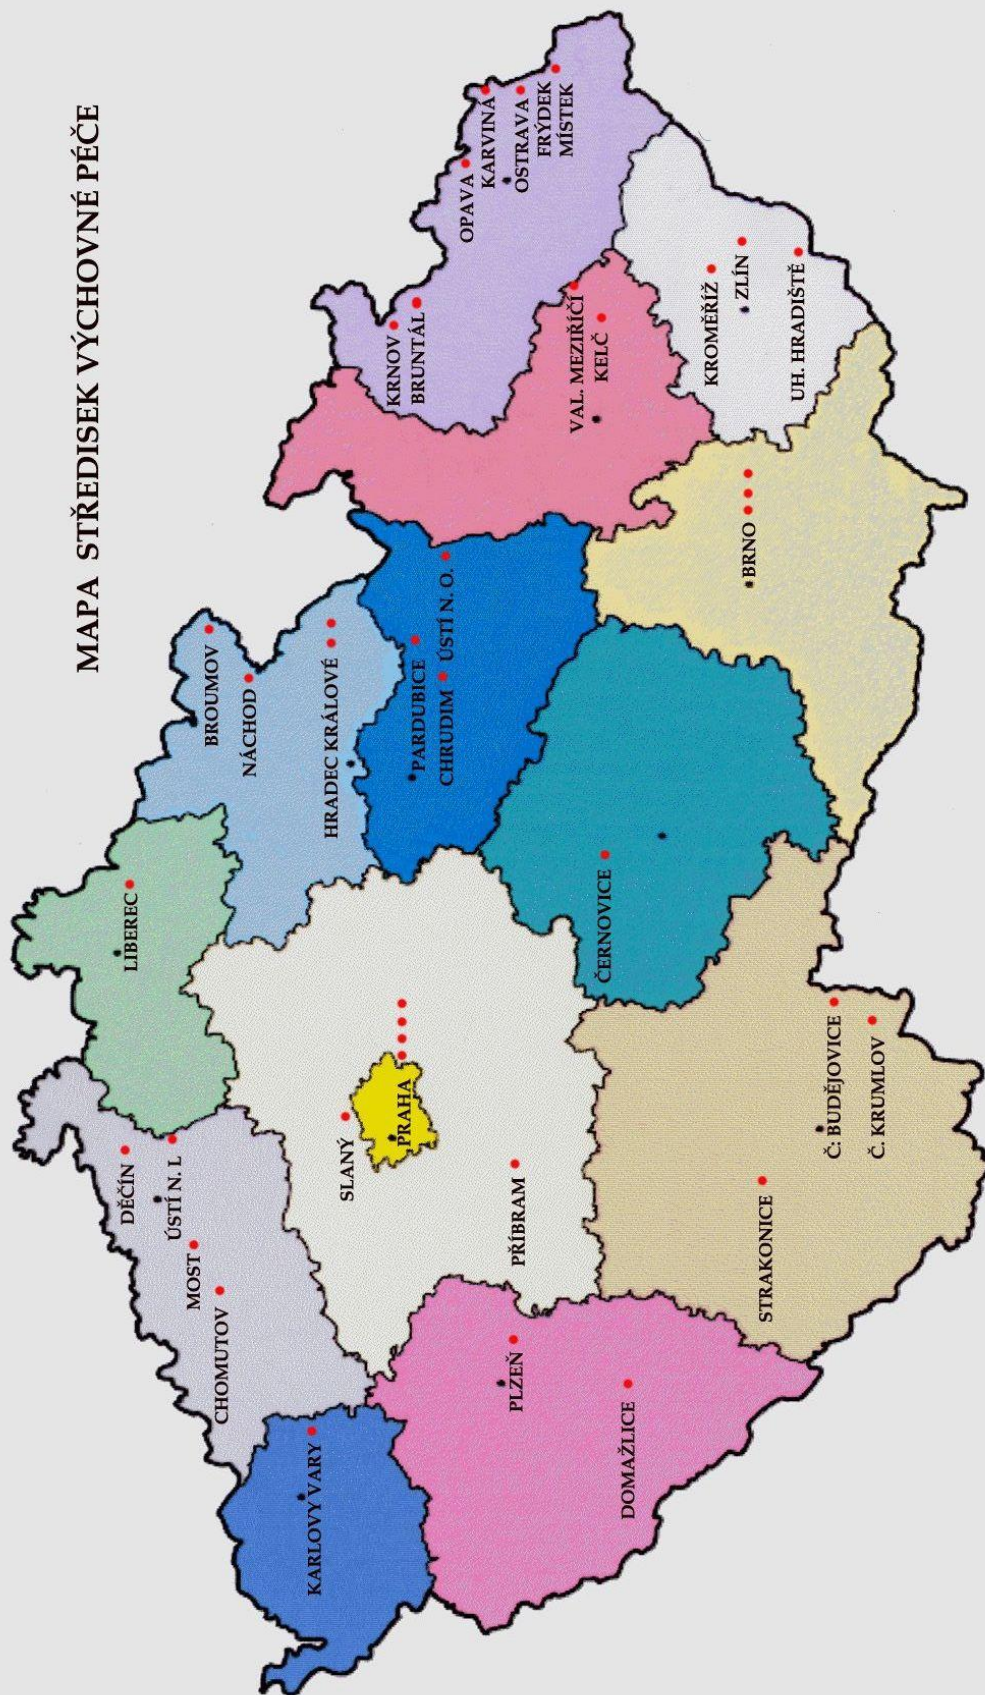 MAPA STŘEDISEK VÝCHOVNÉ PÉČE
DĚČÍN
LIBEREC
ÚSTÍ N. L
MOST
CHOMUTOV
BROUMOV
NÁCHOD
KARLOVY VARY
HRADEC KRÁLOVÉ
SLANÝ
PRAHA
PARDUBICE
CHRUDIM
ÚSTÍ N. O.
KRNOV
BRUNTÁL
OPAVA
KARVINÁ
OSTRAVA
FRÝDEK
MÍSTEK
PLZEŇ
PŘÍBRAM
DOMAŽLICE
ČERNOVICE
VAL. MEZIŘÍČÍ
KELČ
KROMĚŘÍŽ
ZLÍN
UH. HRADIŠTĚ
BRNO
STRAKONICE
Č: BUDĚJOVICE
Č. KRUMLOV